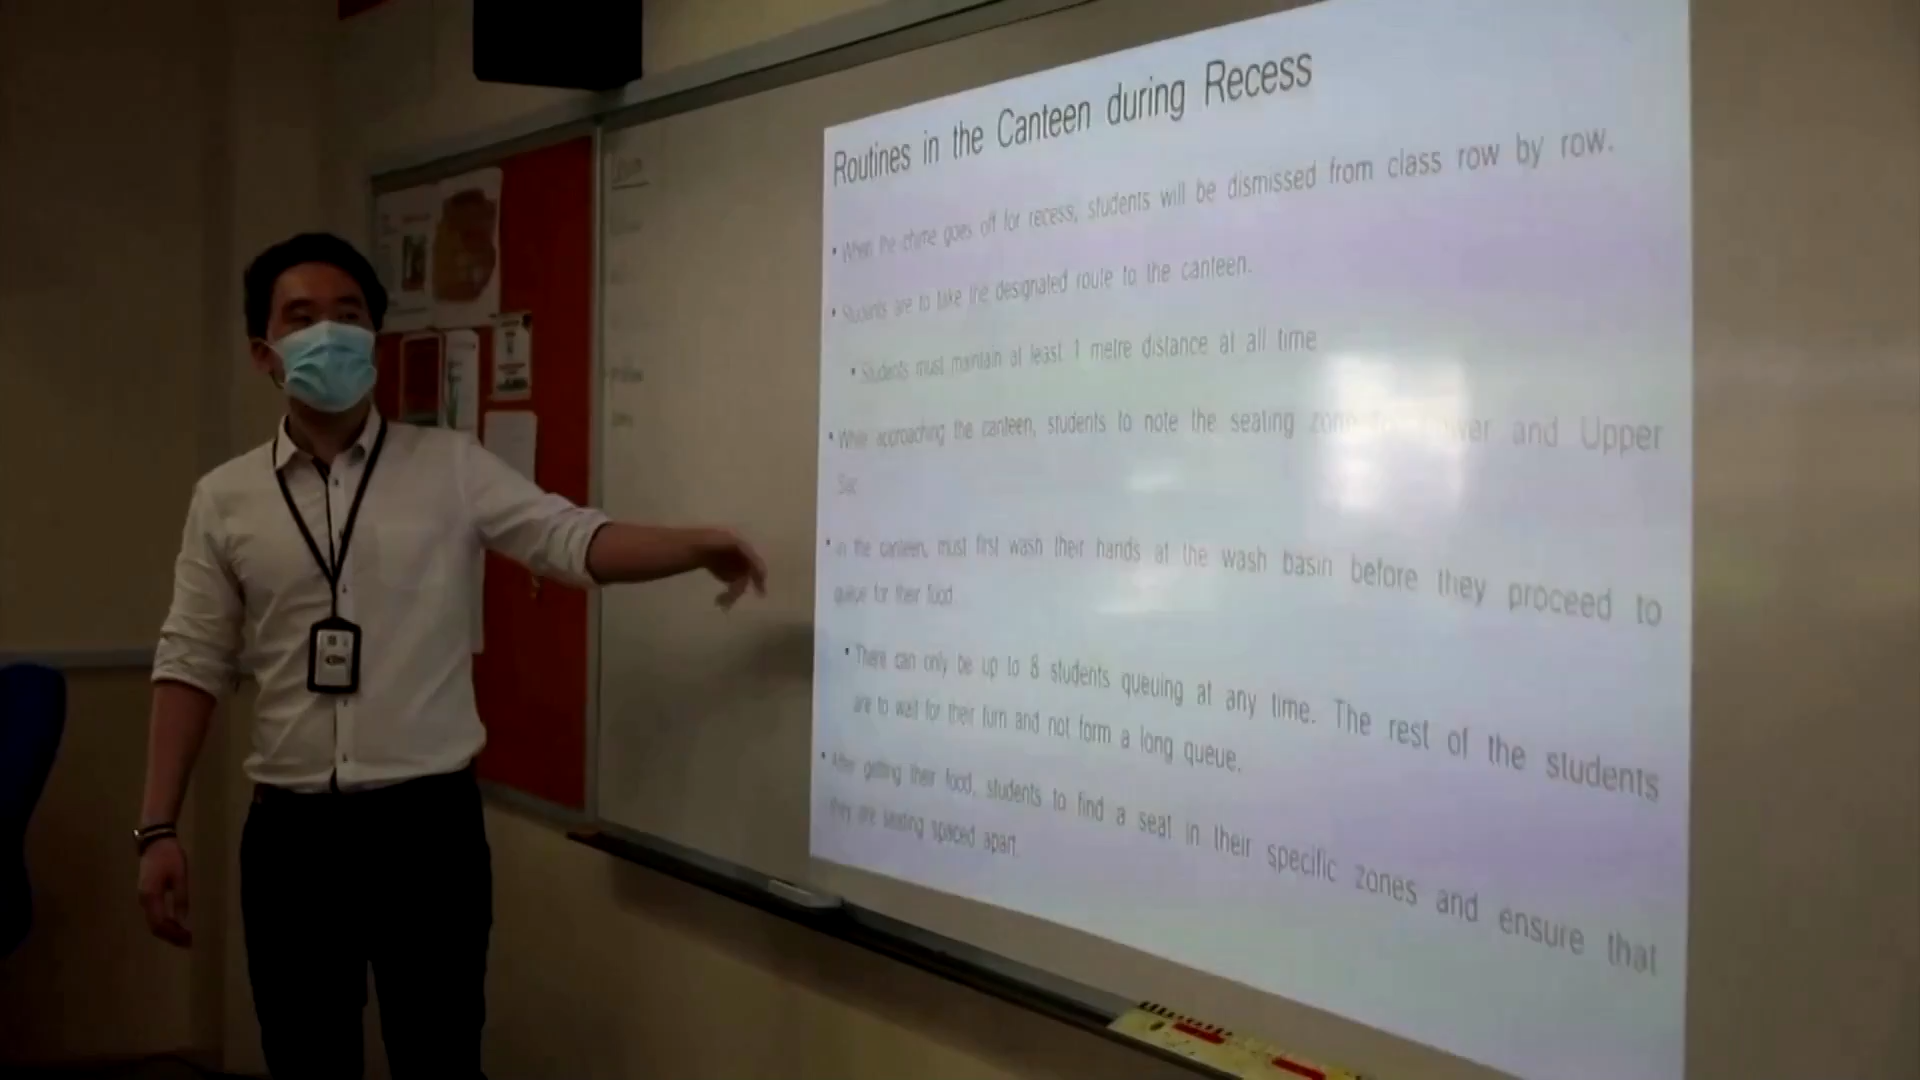 Routines in the Canteen during Recess
• When the chime goes off for recess, students will be dismissed from class row by row.
• Students are to take the designated route to the canteen.
• Students must maintain at least 1 metre distance at all time
• While approaching the canteen, students to note the seating zone and Upper
Sec
• In the canteen, must first wash their hands at the wash basin before they proceed to
queue for their food
• There can only be up to 8 students queuing at any time. The rest of the students
are to wait for their turn and not form a long queue.
• After getting their food, students to find a seat in their specific zones and ensure that
they are seating spaced apart.